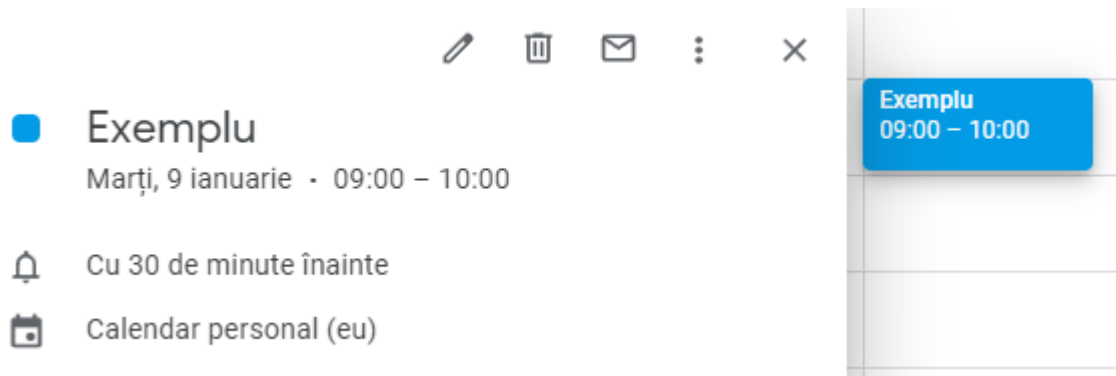 Exemplu
Marți, 9 ianuarie · 09:00 – 10:00
Cu 30 de minute înainte
Calendar personal (eu)
Exemplu
09:00 – 10:00